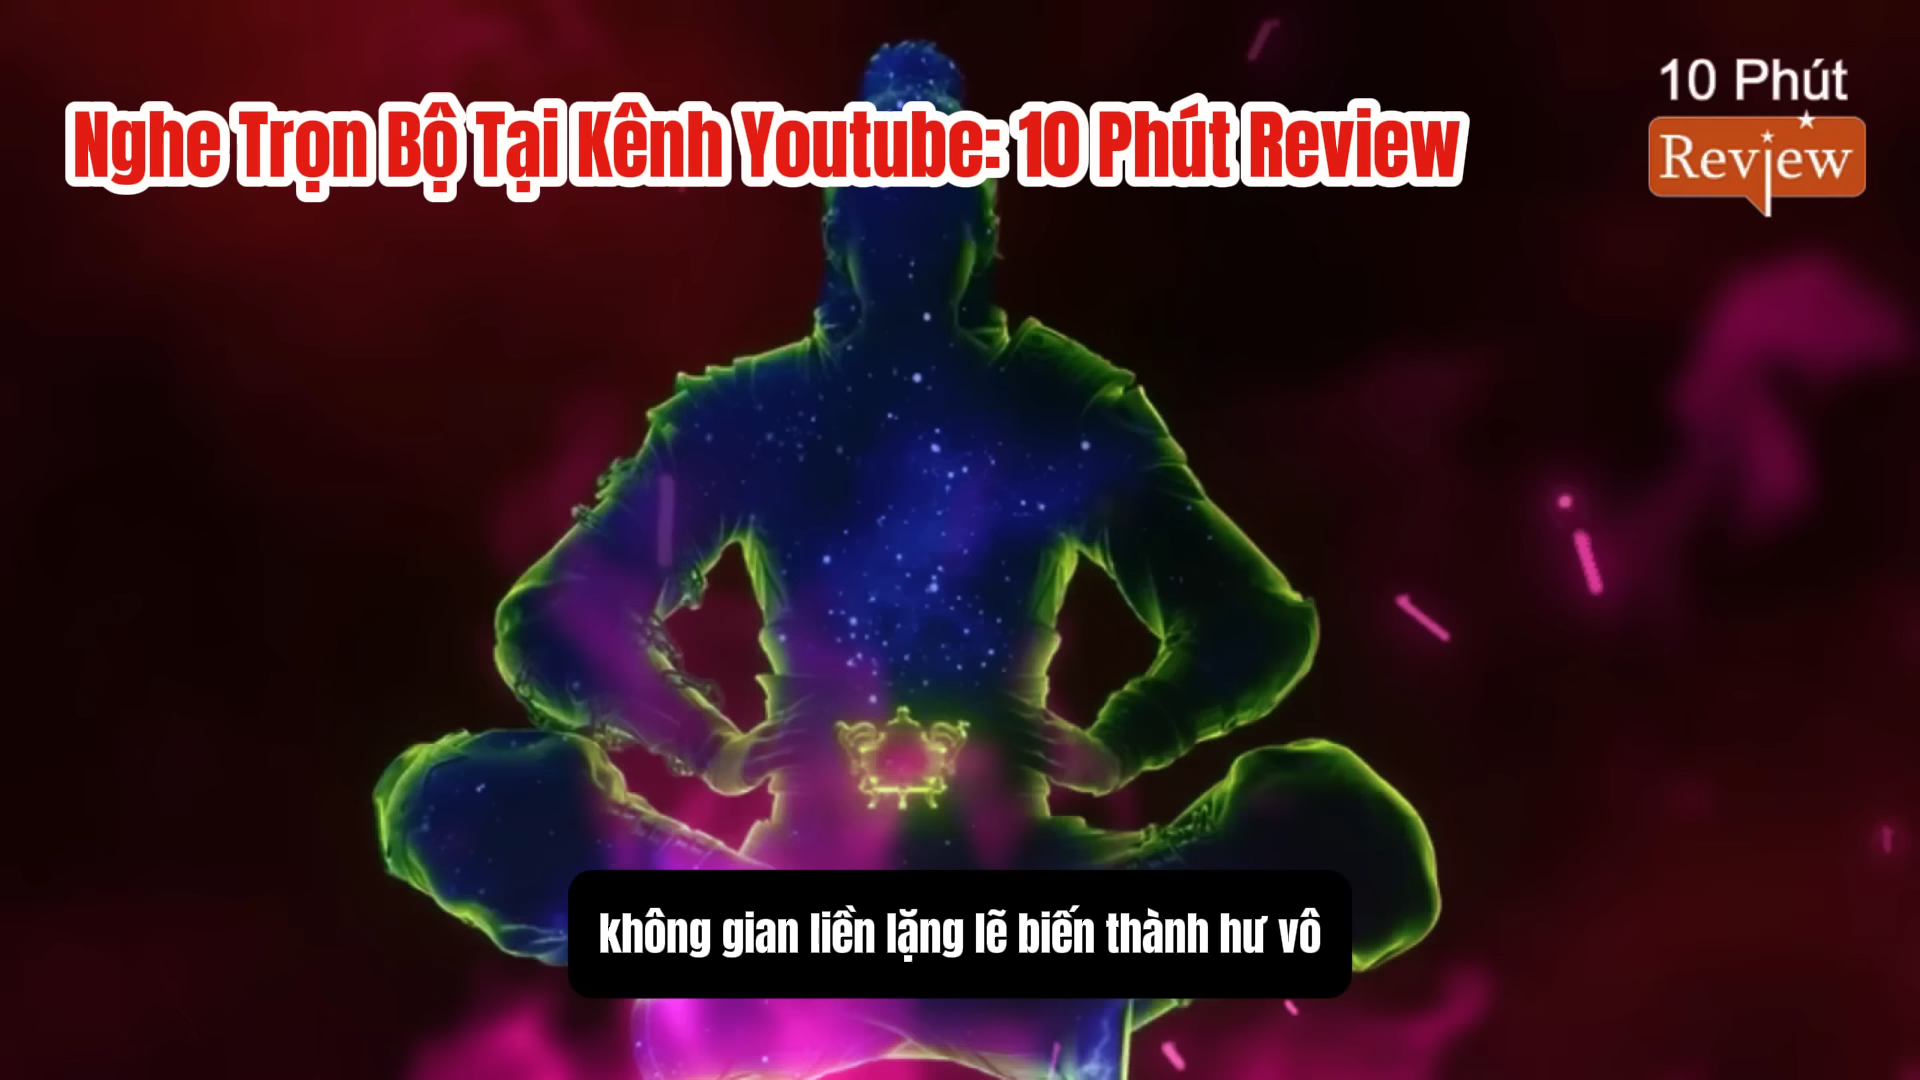 Nghe Trọn Bộ Tại Kênh Youtube: 10 Phút Review
10 Phút
Review
không gian liền lặng lẽ biến thành hư vô